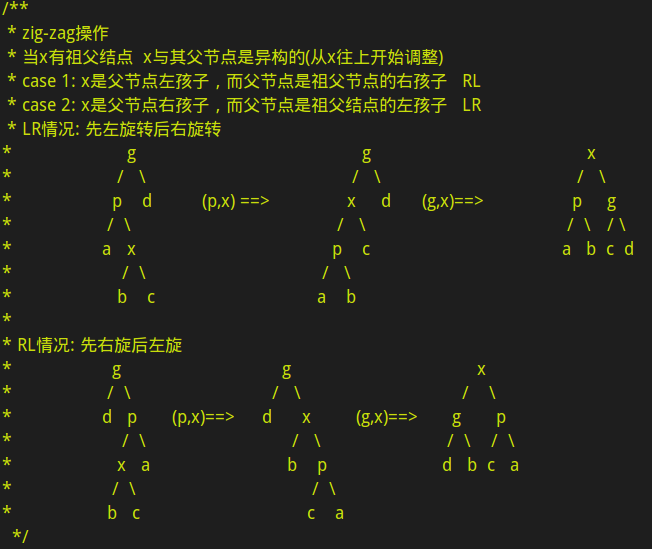 /**
 * zig-zag操作
 * 当x有祖父结点  x与其父节点是异构的(从x往上开始调整)
 * case 1: x是父节点左孩子，而父节点是祖父节点的右孩子   RL
 * case 2: x是父节点右孩子，而父节点是祖父结点的左孩子   LR
 * LR情况: 先左旋转后右旋转
*                       g                                              g                                           x
*                     /   \                                          /   \                                       /   \
*                    p    d          (p,x) ==>                x     d      (g,x)==>                  p     g
*                  /  \                                          /   \                                       /  \   / \
*                 a   x                                        p    c                                      a   b  c  d
*                     /  \                                     /   \
*                    b    c                                  a    b
*
* RL情况: 先右旋后左旋
*                    g                                g                                     x
*                  /  \                             /   \                                 /    \
*                 d   p       (p,x)==>      d      x         (g,x)==>       g       p
*                     /  \                             /   \                         /  \    /  \
*                    x   a                            b    p                       d   b  c   a
*                  /  \                                    /  \
*                 b   c                                  c    a
  */